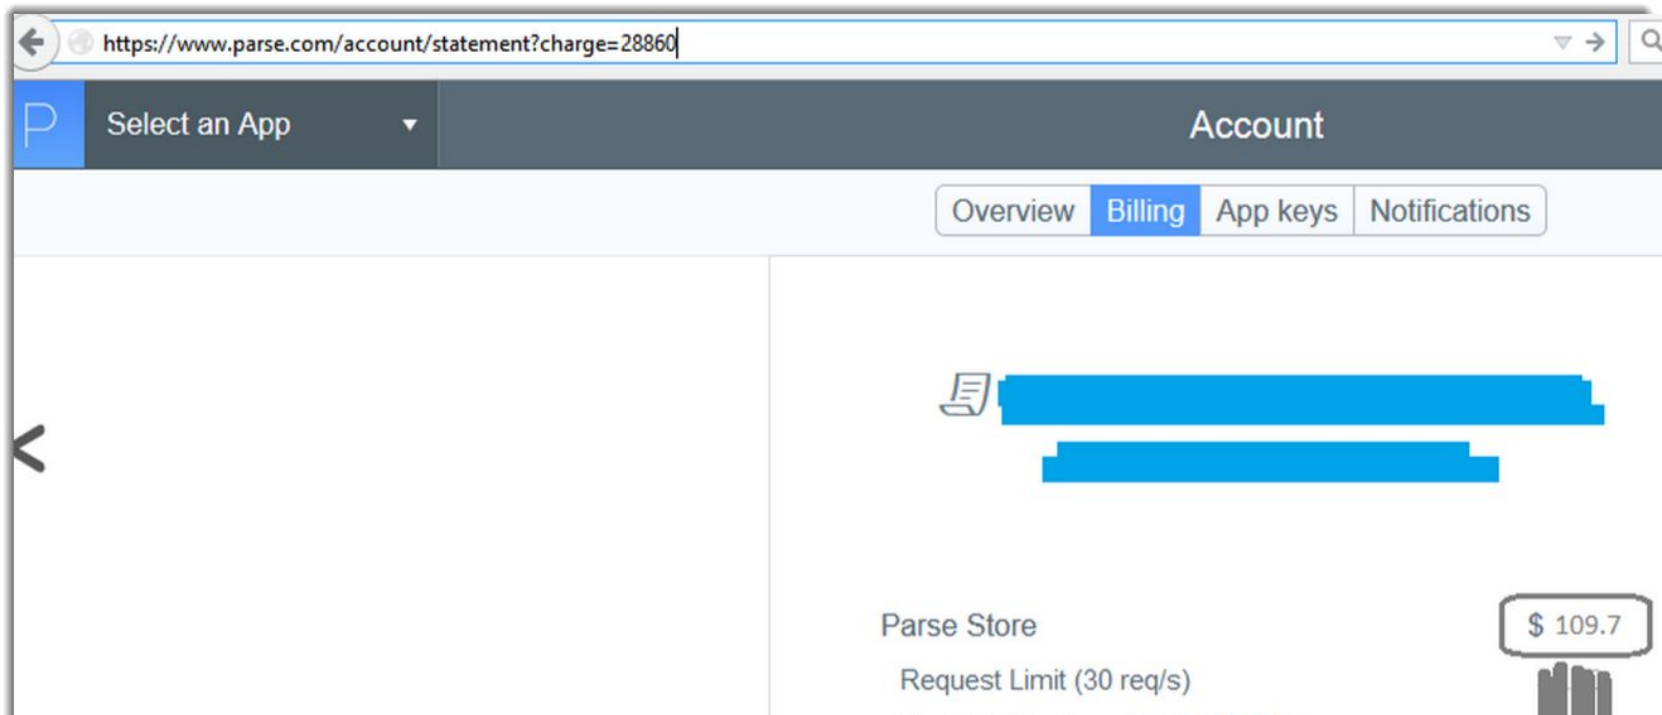 https://www.parse.com/account/statement?charge=28860
P
Select an App
Account
Overview Billing App keys Notifications
Parse Store $ 109.7
Request Limit (30 req/s)